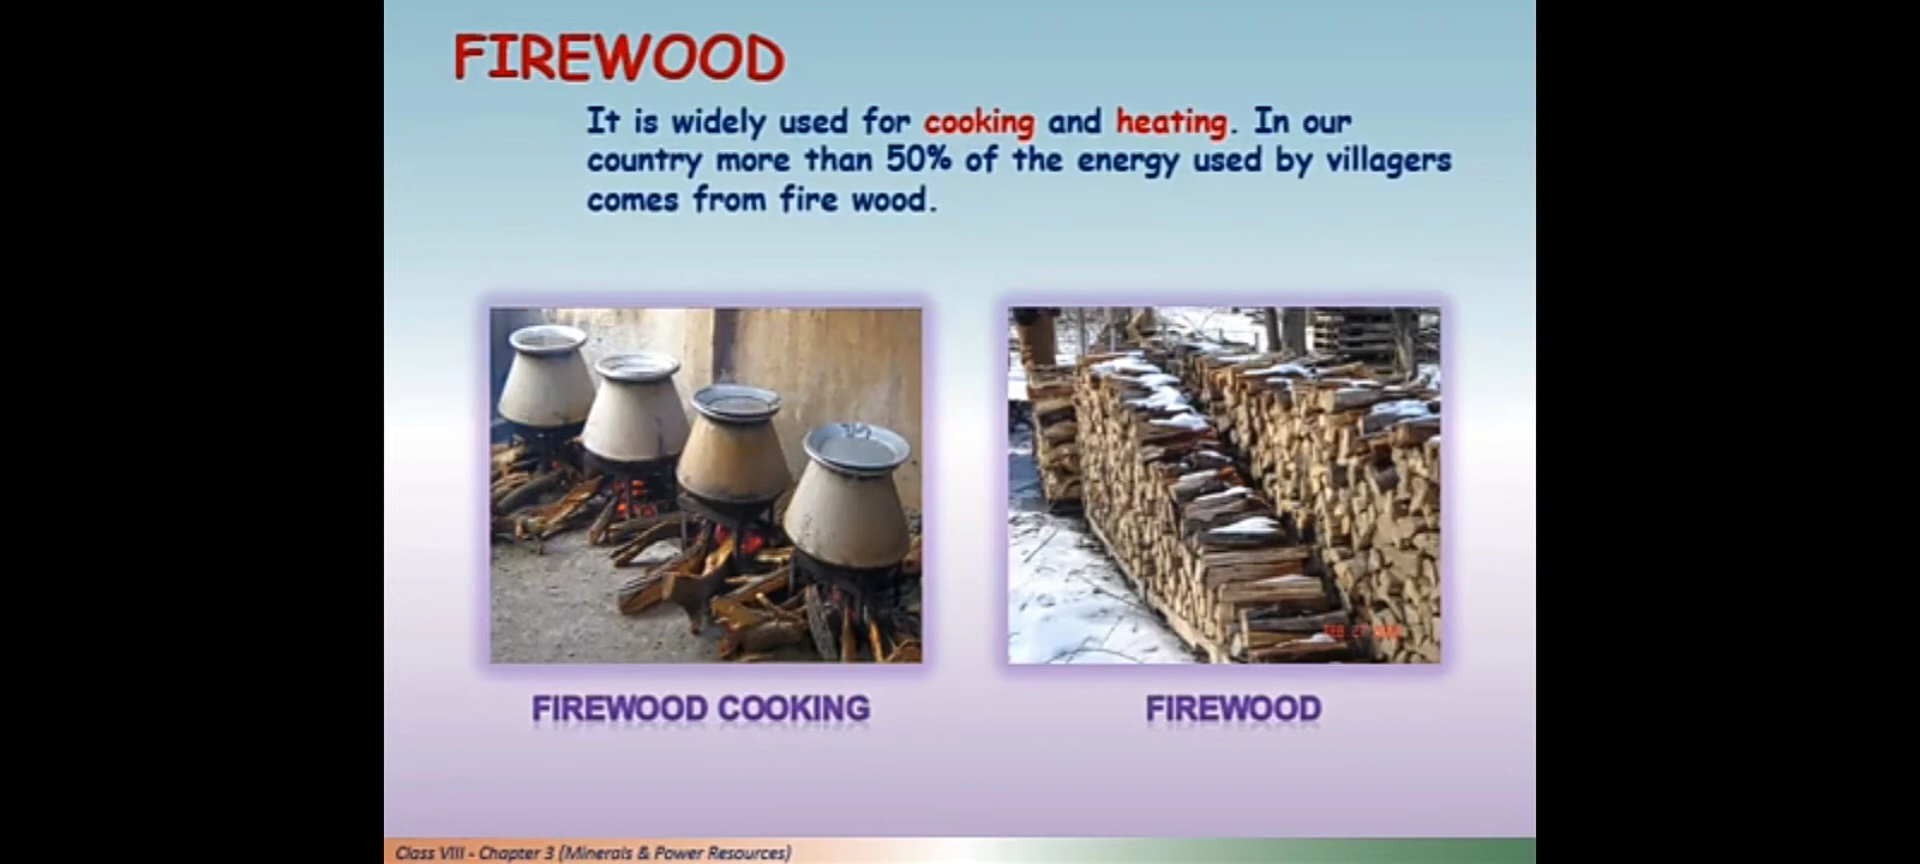 FIREWOOD
It is widely used for cooking and heating. In our
country more than 50% of the energy used by villagers
comes from fire wood.
FIREWOOD COOKING
FIREWOOD
Class VIII - Chapter 3 (Minerals & Power Resources)